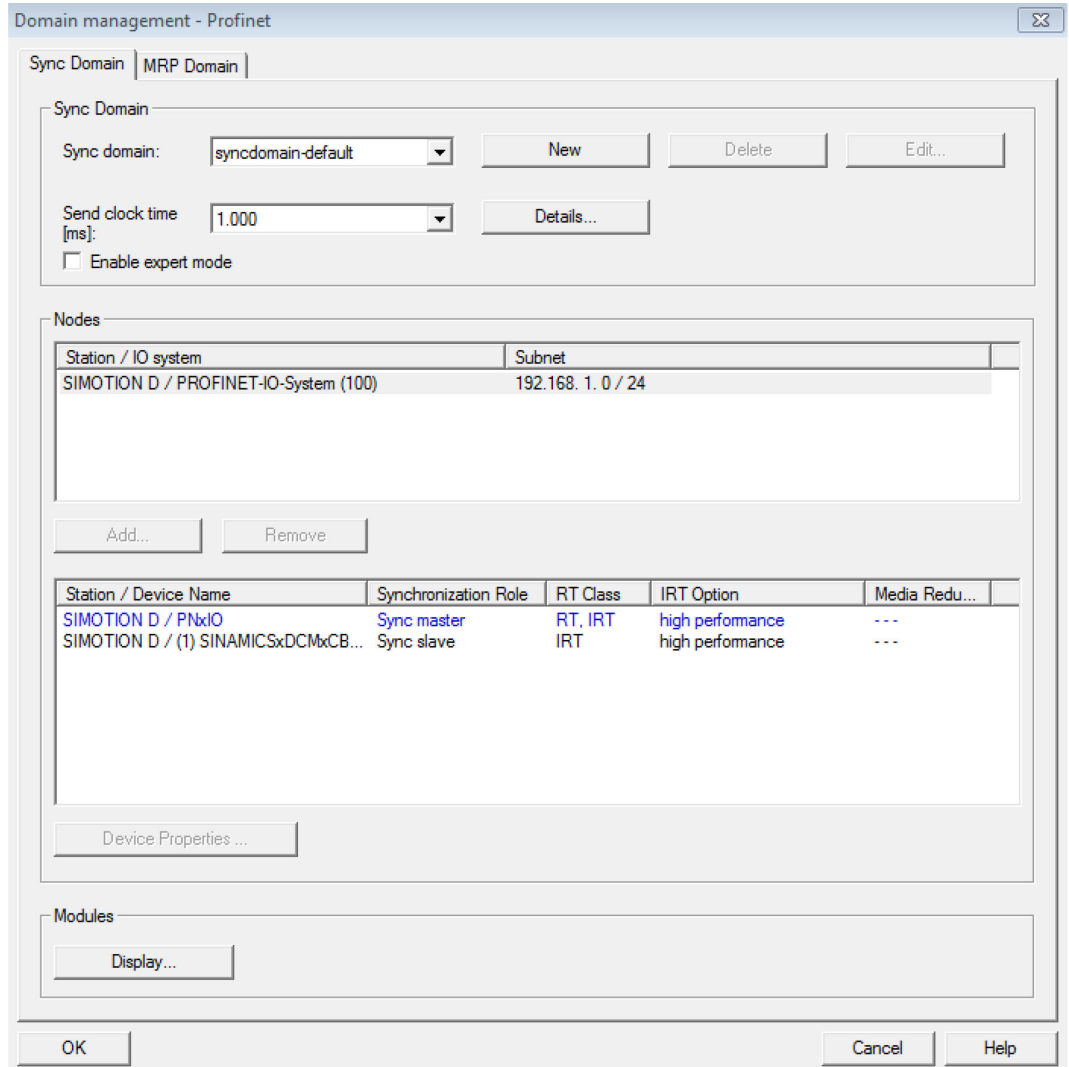 Domain management - Profinet
Sync Domain MRP Domain
Sync Domain
Sync domain: syncdomain-default New Delete Edit...
Send clock time [ms]: 1.000 Details...
Enable expert mode
Nodes
Station / IO system Subnet
SIMOTION D / PROFINET-IO-System (100) 192.168. 1. 0 / 24
Add... Remove
Station / Device Name Synchronization Role RT Class IRT Option Media Redu...
SIMOTION D / PNxIO Sync master RT, IRT high performance - - -
SIMOTION D / (1) SINAMICSxDCMxCB... Sync slave IRT high performance - - -
Device Properties ...
Modules
Display...
OK Cancel Help